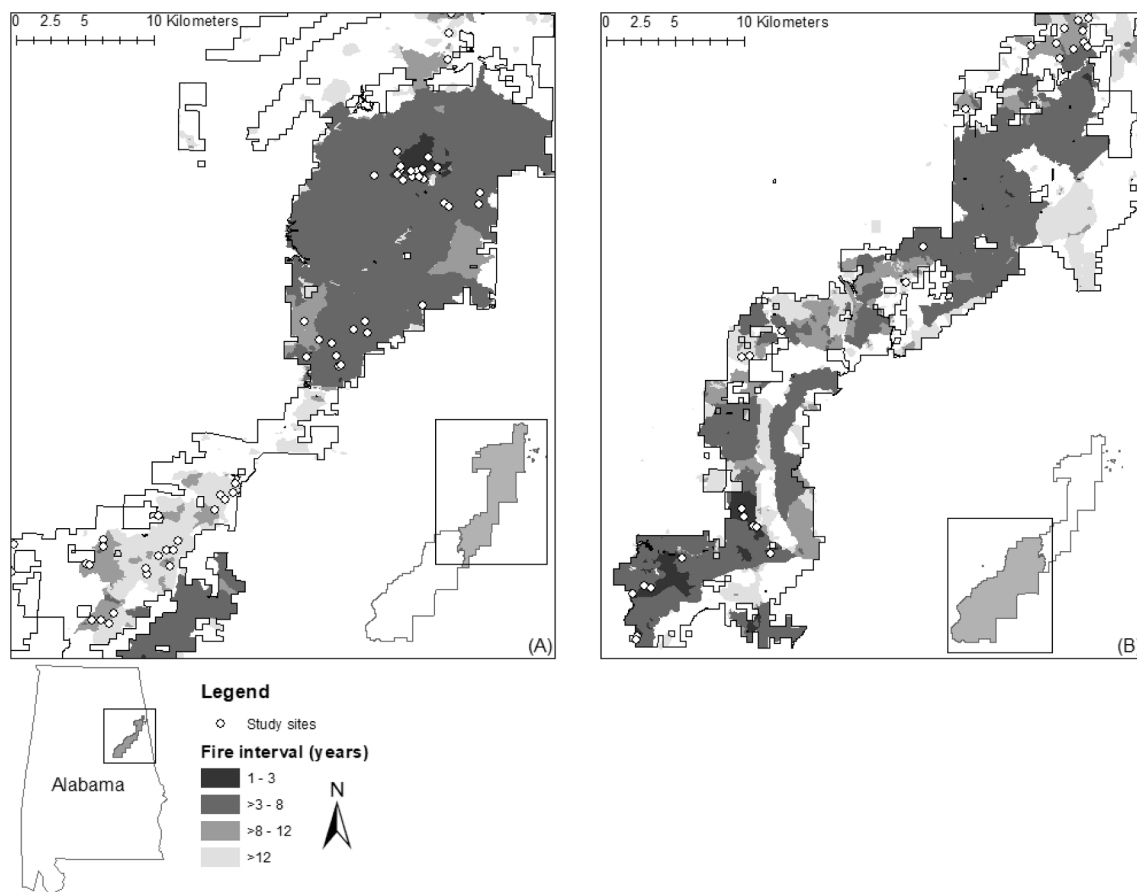 0 2.5 5 10 Kilometers
(A)
0 2.5 5 10 Kilometers
(B)
Alabama
Legend
Study sites
Fire interval (years)
1 - 3
>3 - 8
>8 - 12
>12
N